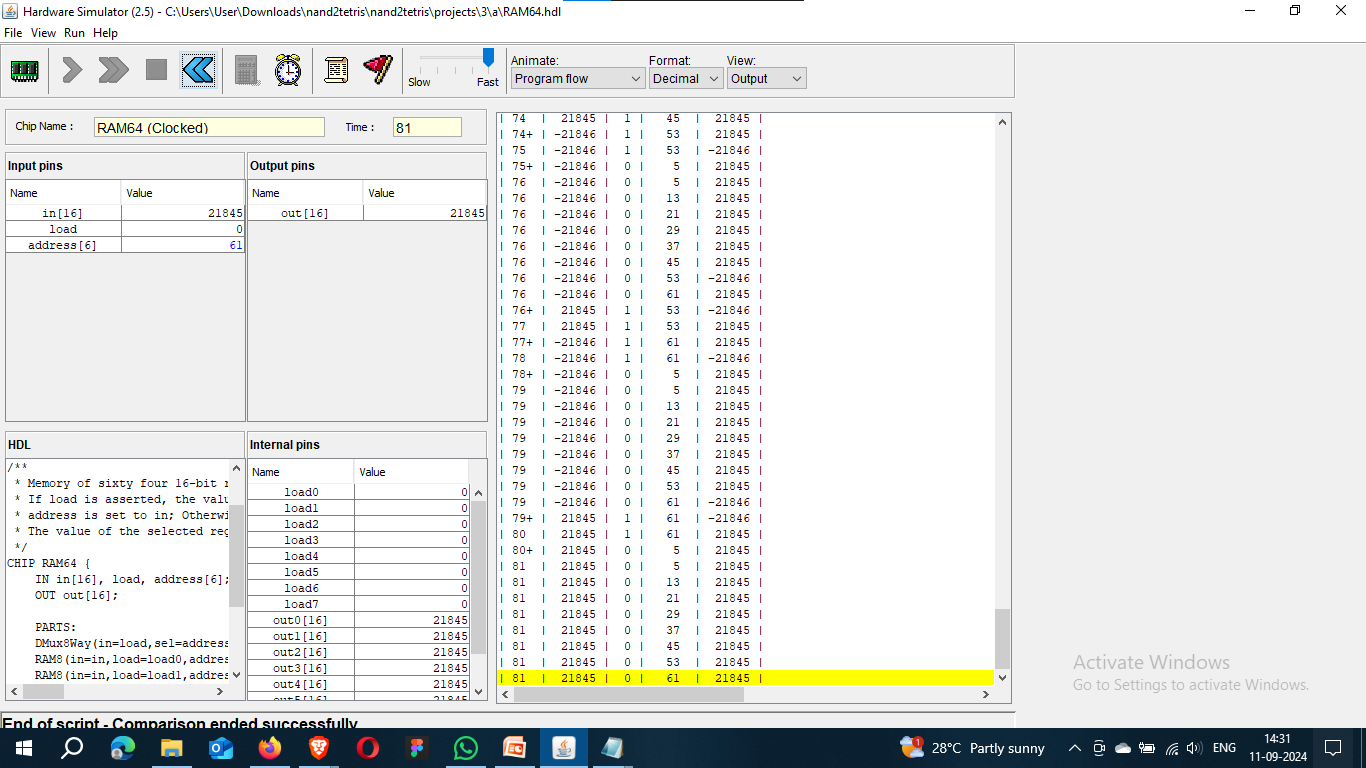 Hardware Simulator (2.5) - C:\Users\User\Downloads\nand2tetris\nand2tetris\projects\3\a\RAM64.hdl
File View Run Help
Animate: Format: View:
Slow Fast Program flow Decimal Output
Chip Name : RAM64 (Clocked) Time : 81
Input pins
Name Value
in[16] 21845
load 0
address[6] 61
Output pins
Name Value
out[16] 21845
HDL
/**
* Memory of sixty four 16-bit
* If load is asserted, the
* address is set to in;
* The value of the selected
*/
CHIP RAM64 {
IN in[16], load, address[6];
OUT out[16];
PARTS:
DMux8Way(in=load,sel=address
RAM8(in=in,load=load0,addres
RAM8(in=in,load=load1,addres
Internal pins
Name Value
load0 0
load1 0
load2 0
load3 0
load4 0
load5 0
load6 0
load7 0
out0[16] 21845
out1[16] 21845
out2[16] 21845
out3[16] 21845
out4[16] 21845
out5[16] 21845
| 74 | 21845 | 1 | 45 | 21845 |
| 74+ | -21846 | 1 | 53 | 21845 |
| 75 | -21846 | 1 | 53 | -21846 |
| 75+ | -21846 | 0 | 5 | 21845 |
| 76 | -21846 | 0 | 5 | 21845 |
| 76 | -21846 | 0 | 13 | 21845 |
| 76 | -21846 | 0 | 21 | 21845 |
| 76 | -21846 | 0 | 29 | 21845 |
| 76 | -21846 | 0 | 37 | 21845 |
| 76 | -21846 | 0 | 45 | 21845 |
| 76 | -21846 | 0 | 53 | -21846 |
| 76 | -21846 | 0 | 61 | 21845 |
| 76+ | 21845 | 1 | 53 | -21846 |
| 77 | 21845 | 1 | 53 | 21845 |
| 77+ | -21846 | 1 | 61 | 21845 |
| 78 | -21846 | 1 | 61 | -21846 |
| 78+ | -21846 | 0 | 5 | 21845 |
| 79 | -21846 | 0 | 5 | 21845 |
| 79 | -21846 | 0 | 13 | 21845 |
| 79 | -21846 | 0 | 21 | 21845 |
| 79 | -21846 | 0 | 29 | 21845 |
| 79 | -21846 | 0 | 37 | 21845 |
| 79 | -21846 | 0 | 45 | 21845 |
| 79 | -21846 | 0 | 53 | 21845 |
| 79 | -21846 | 0 | 61 | -21846 |
| 79+ | 21845 | 1 | 61 | -21846 |
| 80 | 21845 | 1 | 61 | 21845 |
| 80+ | 21845 | 0 | 5 | 21845 |
| 81 | 21845 | 0 | 5 | 21845 |
| 81 | 21845 | 0 | 13 | 21845 |
| 81 | 21845 | 0 | 21 | 21845 |
| 81 | 21845 | 0 | 29 | 21845 |
| 81 | 21845 | 0 | 37 | 21845 |
| 81 | 21845 | 0 | 45 | 21845 |
| 81 | 21845 | 0 | 53 | 21845 |
| 81 | 21845 | 0 | 61 | 21845 |
End of script - Comparison ended successfully
Activate Windows
Go to Settings to activate Windows.
1
28°C Partly sunny
ENG
14:31
11-09-2024